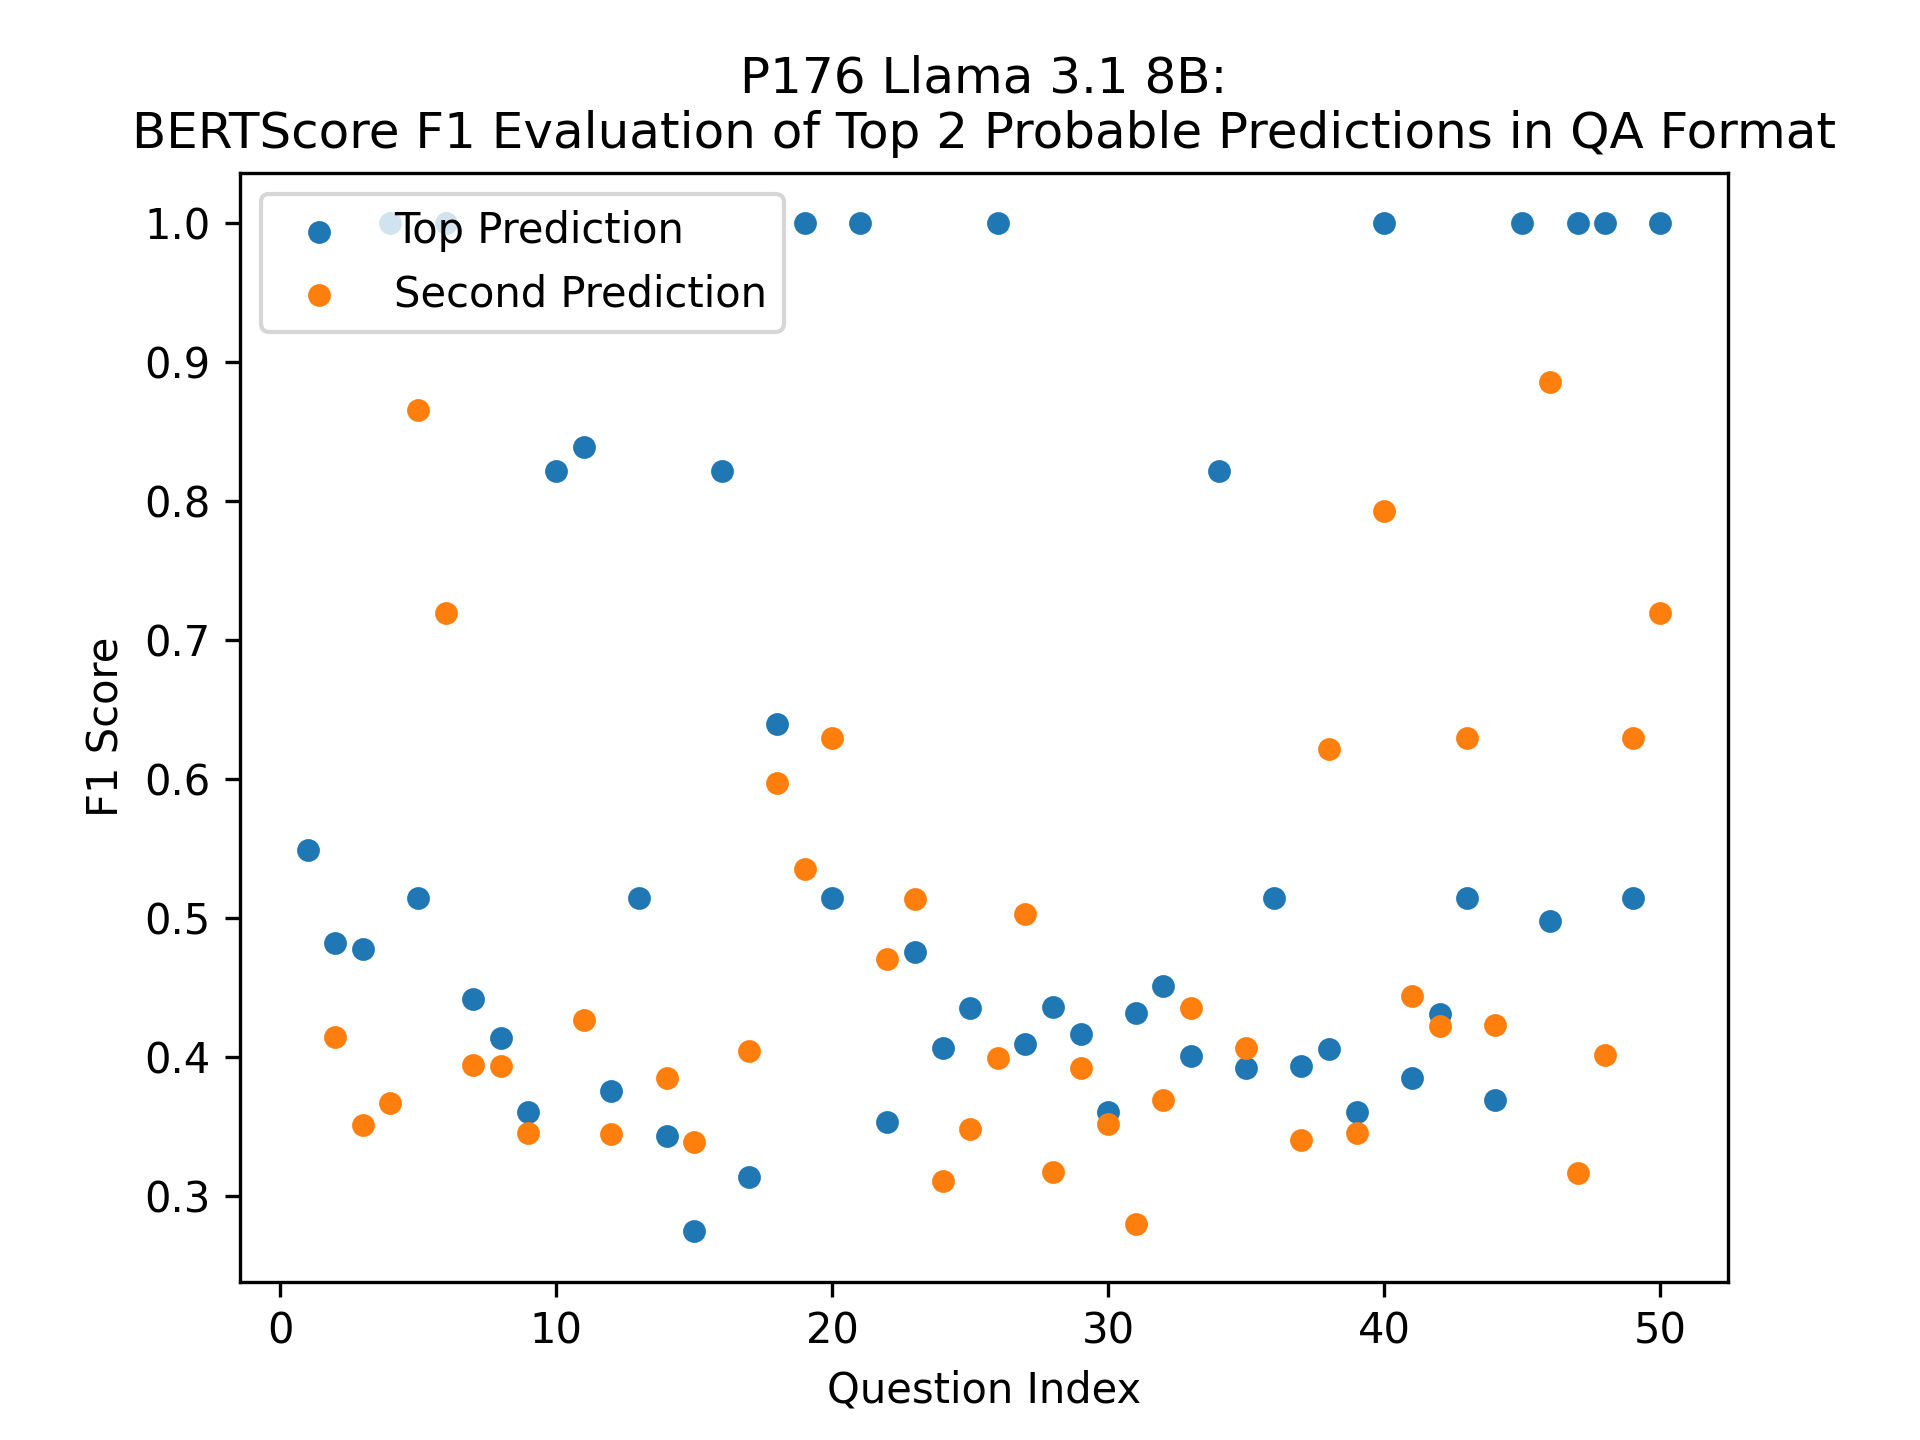 P176 Llama 3.1 8B:
BERTScore F1 Evaluation of Top 2 Probable Predictions in QA Format
Top Prediction
Second Prediction
1.0
0.9
0.8
0.7
0.6
0.5
0.4
0.3
F1 Score
0 10 20 30 40 50
Question Index